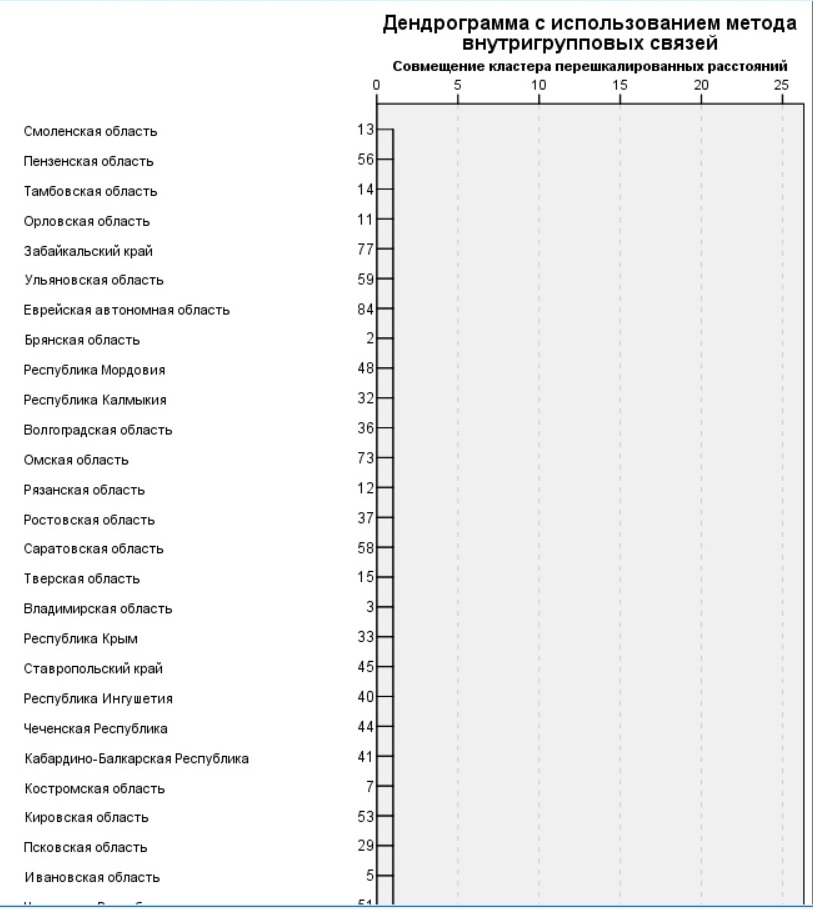 Дендрограмма с использованием метода
внутригрупповых связей
Совмещение кластера перешкалированных расстояний
0 5 10 15 20 25
Смоленская область 13
Пензенская область 56
Тамбовская область 14
Орловская область 11
Забайкальский край 77
Ульяновская область 59
Еврейская автономная область 84
Брянская область 2
Республика Мордовия 48
Республика Калмыкия 32
Волгоградская область 36
Омская область 73
Рязанская область 12
Ростовская область 37
Саратовская область 58
Тверская область 15
Владимирская область 3
Республика Крым 33
Ставропольский край 45
Республика Ингушетия 40
Чеченская Республика 44
Кабардино-Балкарская Республика 41
Костромская область 7
Кировская область 53
Псковская область 29
Ивановская область 5
51